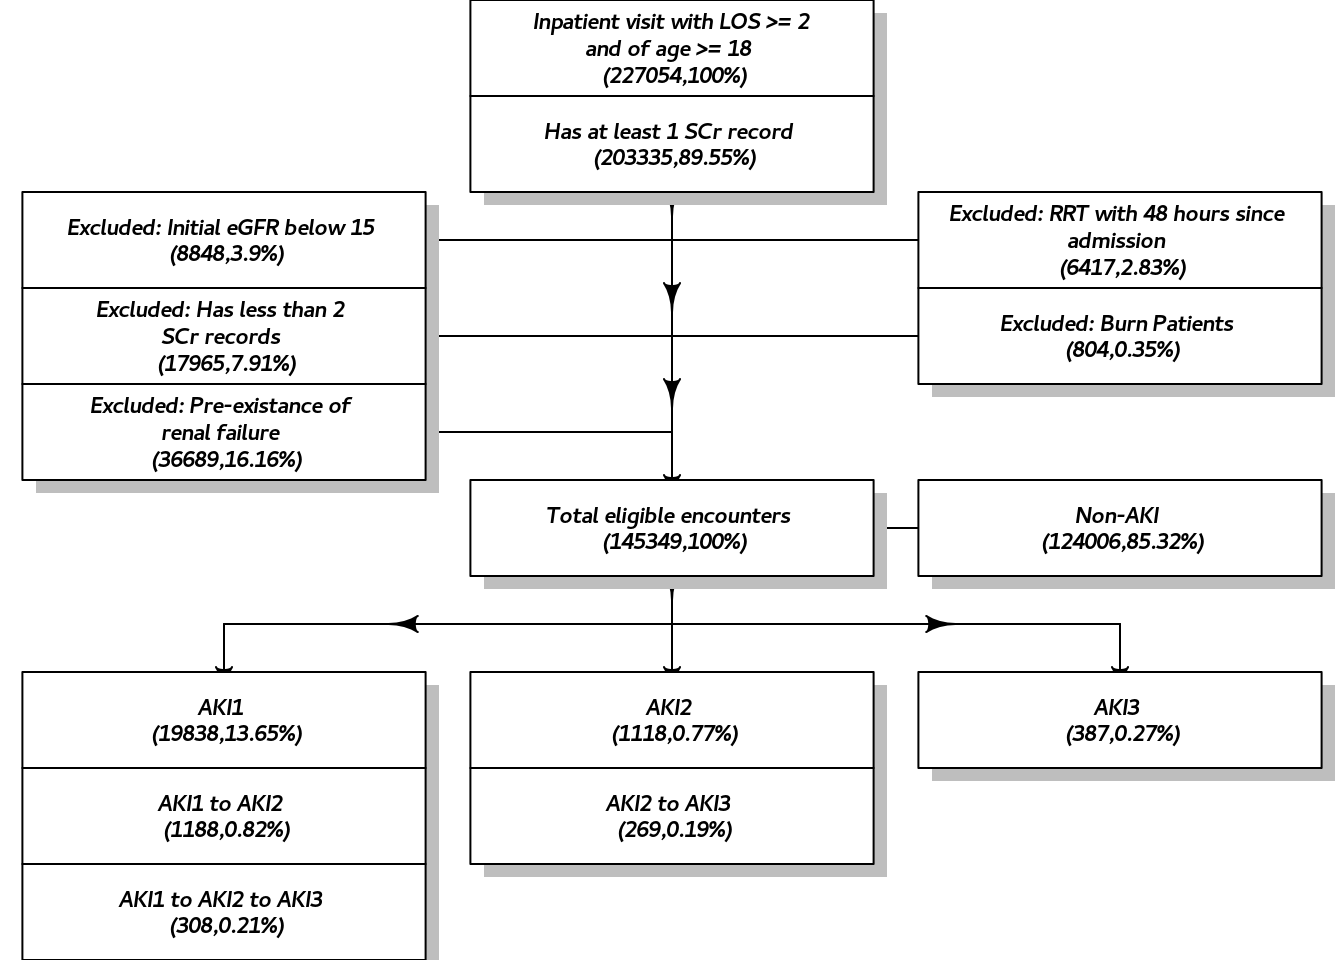 Inpatient visit with LOS >= 2
and of age >= 18
(227054,100%)
Has at least 1 SCr record
(203335,89.55%)
Excluded: Initial eGFR below 15
(8848,3.9%)
Excluded: Has less than 2
SCr records
(17965,7.91%)
Excluded: Pre-existance of
renal failure
(36689,16.16%)
Excluded: RRT with 48 hours since
admission
(6417,2.83%)
Excluded: Burn Patients
(804,0.35%)
Total eligible encounters
(145349,100%)
Non-AKI
(124006,85.32%)
AKI1
(19838,13.65%)
AKI1 to AKI2
(1188,0.82%)
AKI1 to AKI2 to AKI3
(308,0.21%)
AKI2
(1118,0.77%)
AKI2 to AKI3
(269,0.19%)
AKI3
(387,0.27%)